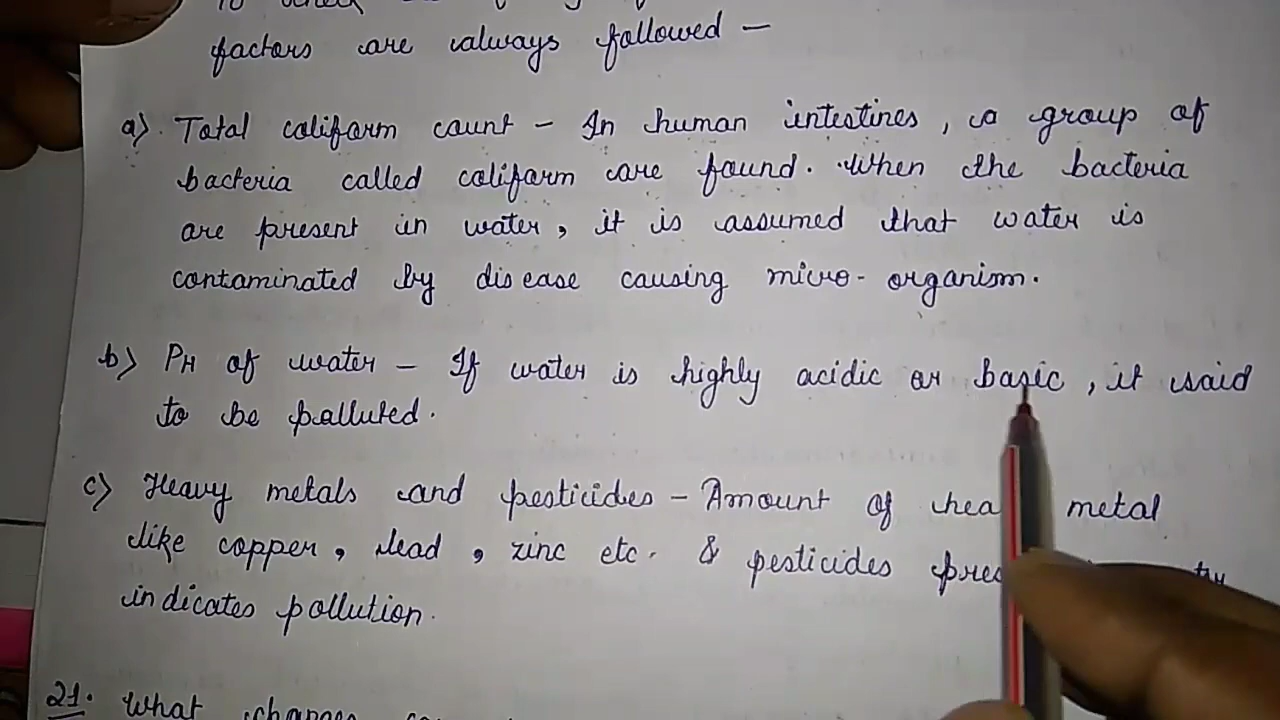 factors are always followed –
a). Total coliform count – In human intestines, a group of
bacteria called coliform are found. When the bacteria
are present in water, it is assumed that water is
contaminated by disease causing micro-organism.
b) PH of water – If water is highly acidic or basic, it said
to be polluted.
c) Heavy metals and pesticides – Amount of metal
like copper, lead, zinc etc. & pesticides
indicates pollution.
21. What changes